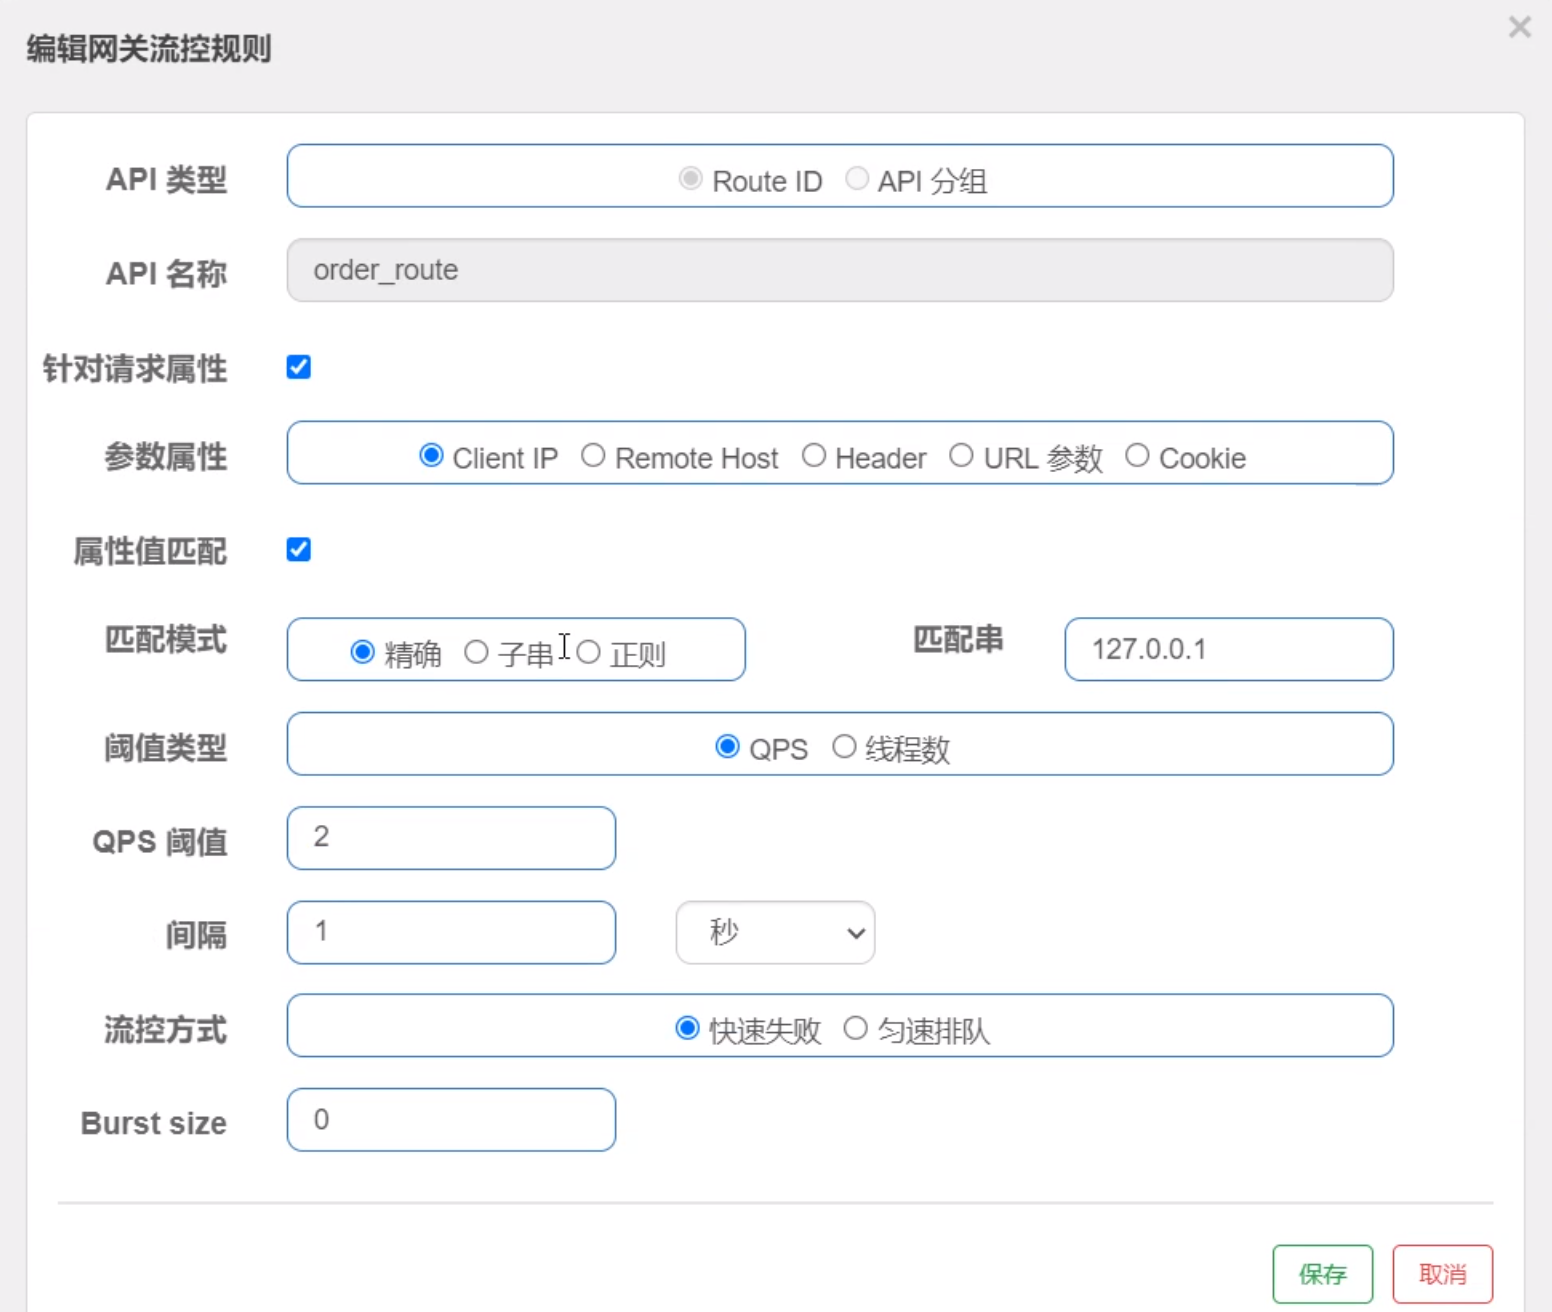 编辑网关流控规则 ×
API 类型 Route ID API 分组
API 名称 order_route
针对请求属性
参数属性 Client IP Remote Host Header URL 参数 Cookie
属性值匹配
匹配模式 精确 子串 正则 匹配串 127.0.0.1
阈值类型 QPS 线程数
QPS 阈值 2
间隔 1 秒
流控方式 快速失败 匀速排队
Burst size 0
保存 取消